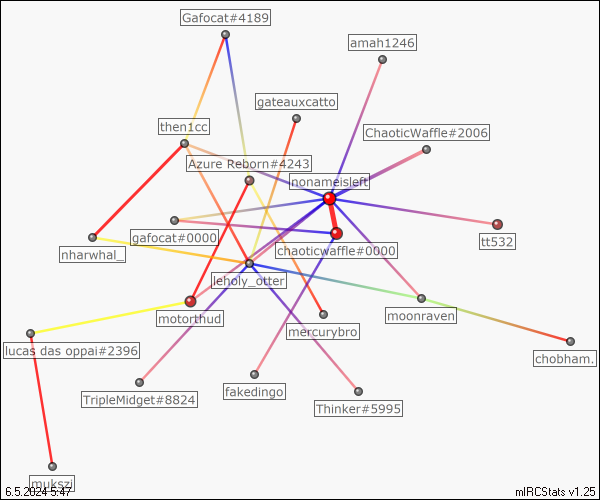 Gafocat#4189
amah1246
gateauxcatto
then1cc
ChaoticWaffle#2006
Azure Reborn#4243
nonameisleft
gafocat#0000
tt532
nharwhal_
chaoticwaffle#0000
leholy_otter
motorthud
moonraven
mercurybro
lucas das oppai#2396
chobham.
fakedingo
TripleMidget#8824
Thinker#5995
mukszi
6.5.2024 5:47
mIRCStats v1.25